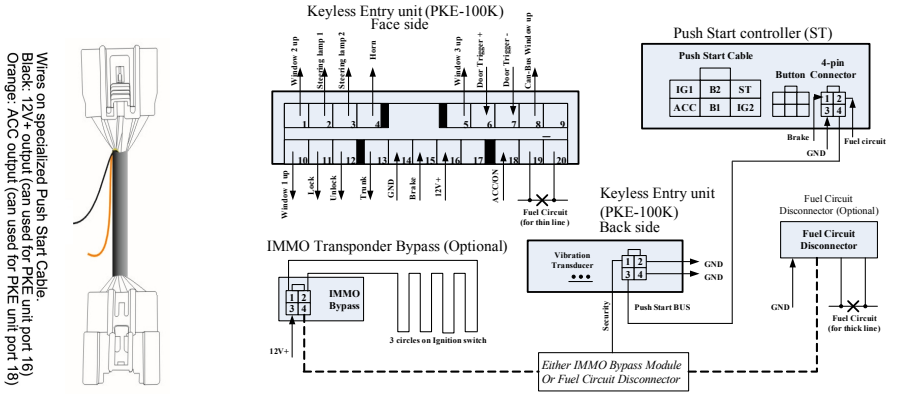 Wires on specialized Push Start Cable.
Black: 12V+ output (can used for PKE unit port 16)
Orange: ACC output (can used for PKE unit port 18)
Keyless Entry unit (PKE-100K)
Face side
Window 2 up
Steering lamp 1
Steering lamp 2
Horn
Window 3 up
Door Trigger +
Door Trigger -
Can-Bus Window up
1 2 3 4 5 6 7 8 9
10 11 12 13 14 15 16 17 18 19 20
Window 1 up
Lock
Unlock
Trunk
GND
Brake
12V+
ACC/ON
Fuel Circuit
(for thin line )
Push Start controller (ST)
Push Start Cable
IG1 B2 ST
ACC B1 IG2
4-pin
Button Connector
1 2
3 4
Brake
GND
Fuel circuit
IMMO Transponder Bypass (Optional)
1 2
3 4
IMMO
Bypass
12V+
3 circles on Ignition switch
Keyless Entry unit
(PKE-100K)
Back side
Vibration
Transducer
1 2
3 4
GND
GND
Security
Push Start BUS
Fuel Circuit
Disconnector (Optional)
Fuel Circuit
Disconnector
GND
Fuel Circuit
(for thick line)
Either IMMO Bypass Module
Or Fuel Circuit Disconnector